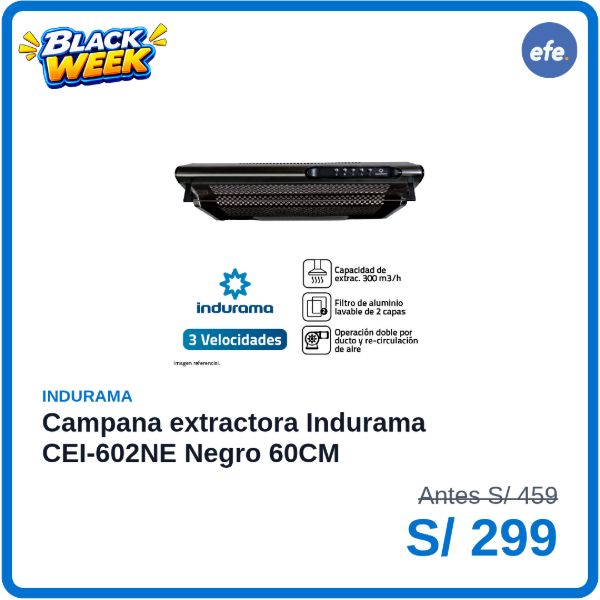 BLACK
WEEK
efe.
indurama
indurama
3 Velocidades
Imagen referencial.
Capacidad de
extrac. 300 m3/h
Filtro de aluminio
lavable de 2 capas
2
Operación doble por
ducto y re-circulación
de aire
INDURAMA
Campana extractora Indurama
CEI-602NE Negro 60CM
Antes S/ 459
S/ 299